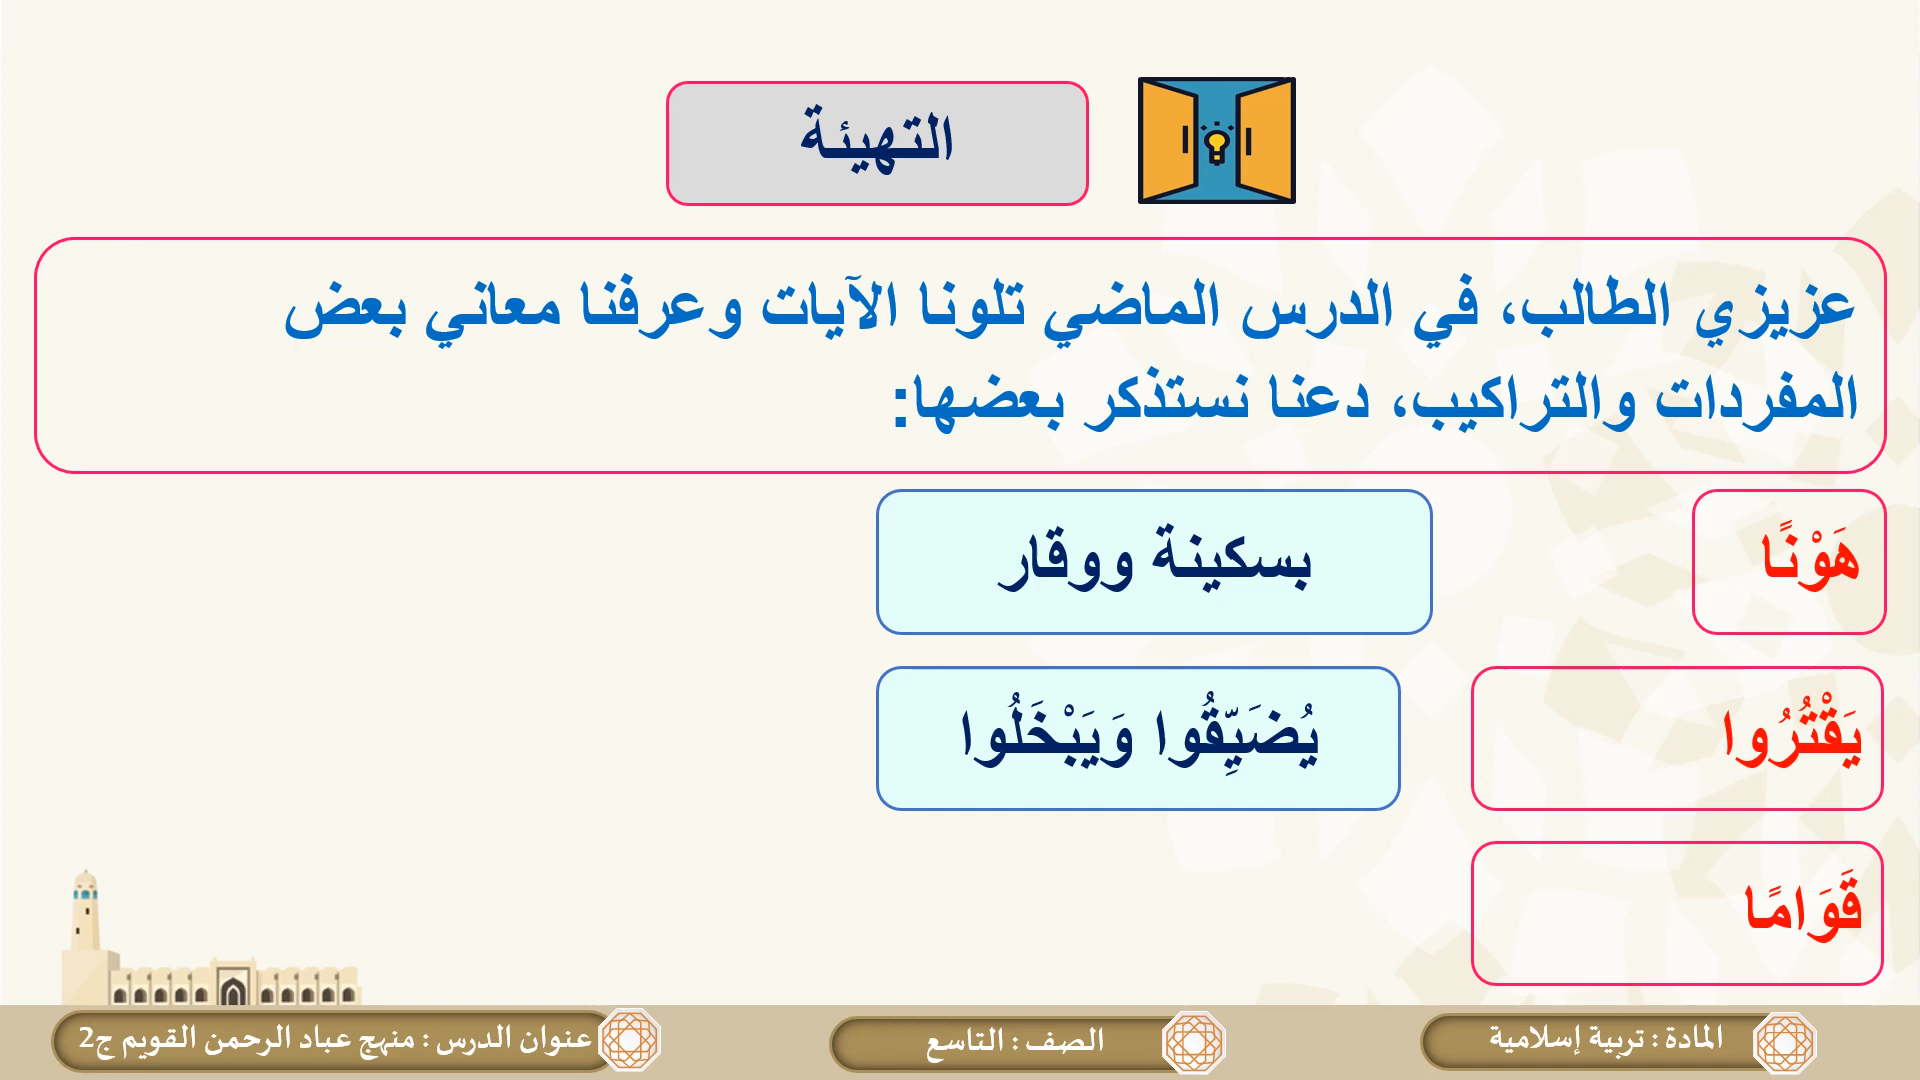 التهيئة
عزيزي الطالب، في الدرس الماضي تلونا الآيات وعرفنا معاني بعض
المفردات والتراكيب، دعنا نستذكر بعضها:
هَوْنًا
بسكينة ووقار
يَقْتُرُوا
يُضَيِّقُوا وَيَبْخَلُوا
قَوَامًا
المادة : تربية إسلامية
الصف : التاسع
عنوان الدرس : منهج عباد الرحمن القويم ج2